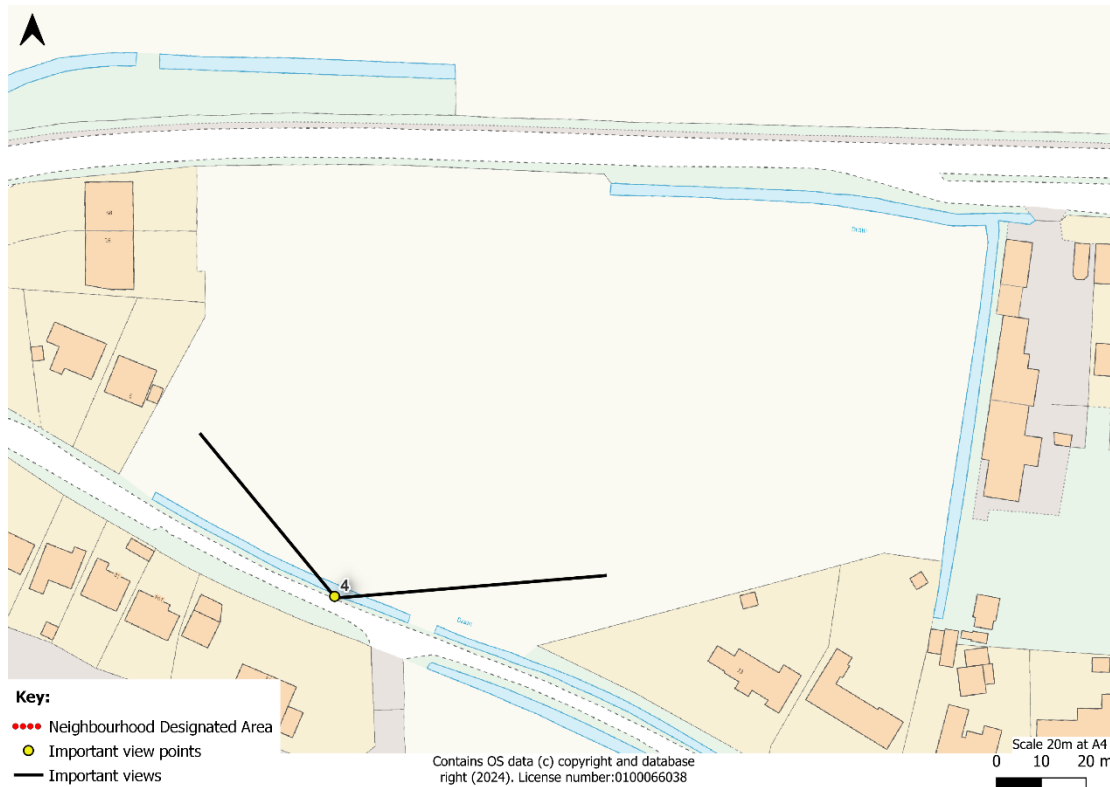 Drain
4
Drain
Key:
Neighbourhood Designated Area
Important view points
Important views
Contains OS data (c) copyright and database
right (2024). License number:0100066038
Scale 20m at A4
0 10 20 m